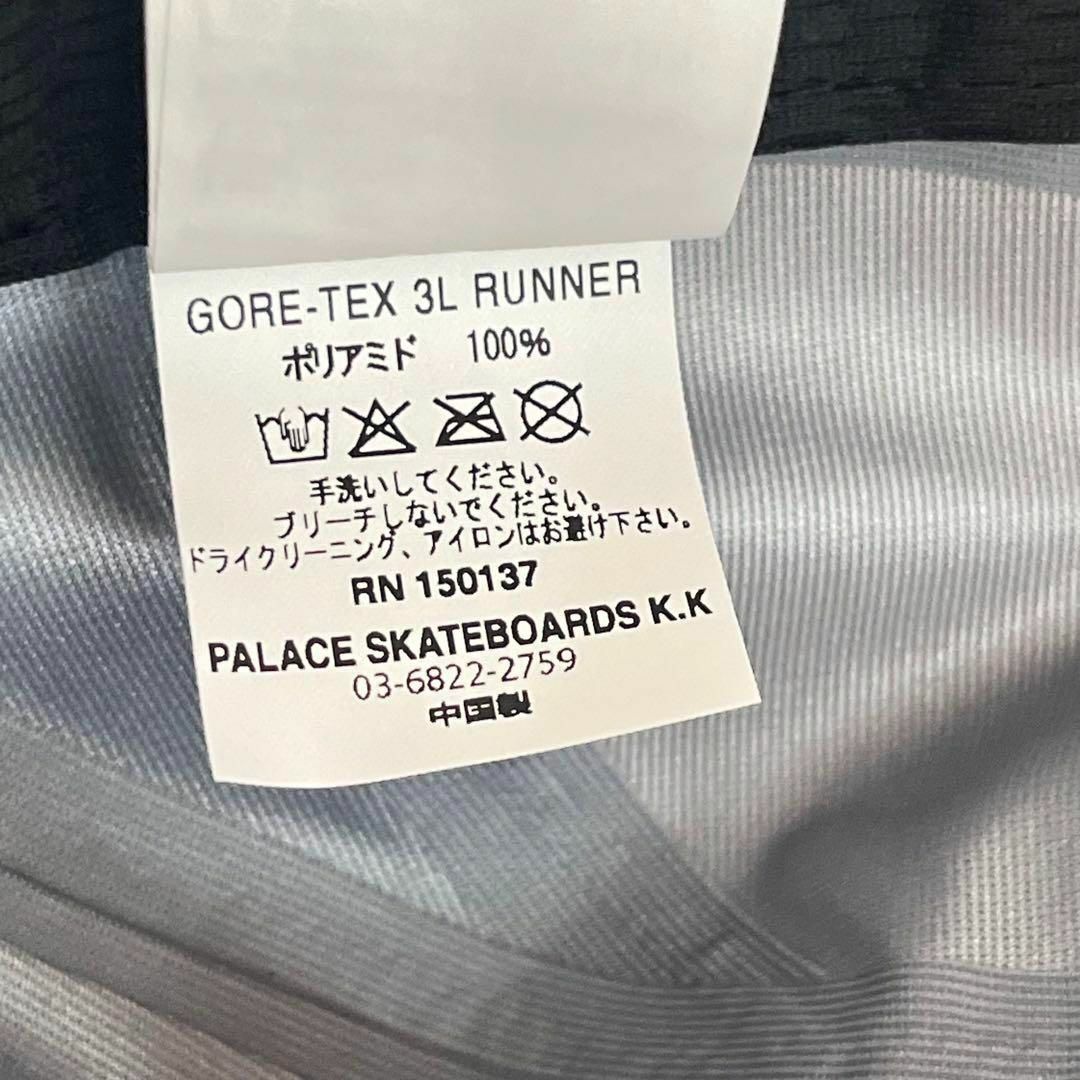 GORE-TEX 3L RUNNER
ポリアミド 100%
手洗いしてください。
ブリーチしないでください。
ドライクリーニング、アイロンはお避け下さい。
RN 150137
PALACE SKATEBOARDS K.K
03-6822-2759
中国製